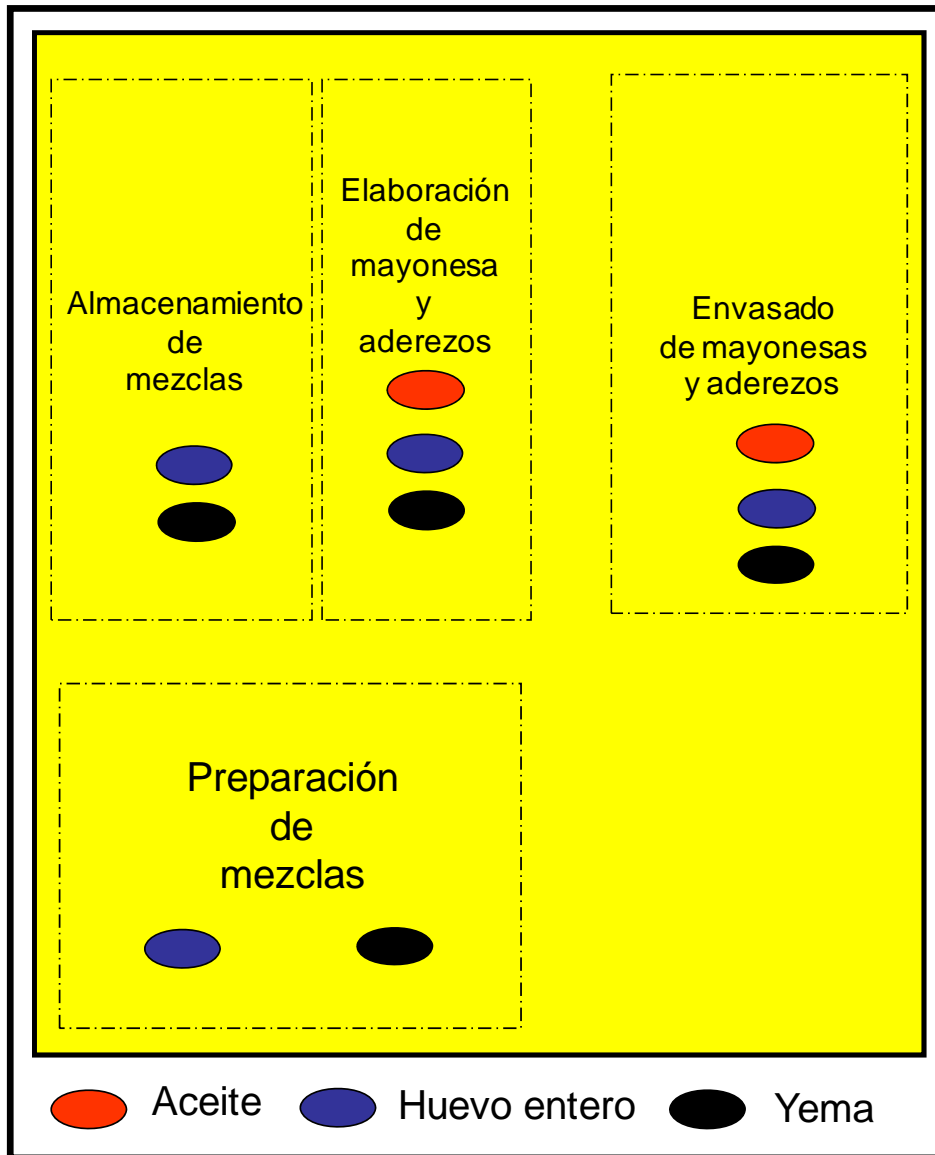 Almacenamiento
de
mezclas
Elaboración
de
mayonesa
y
aderezos
Envasado
de mayonesas
y aderezos
Preparación
de
mezclas
Aceite
Huevo entero
Yema